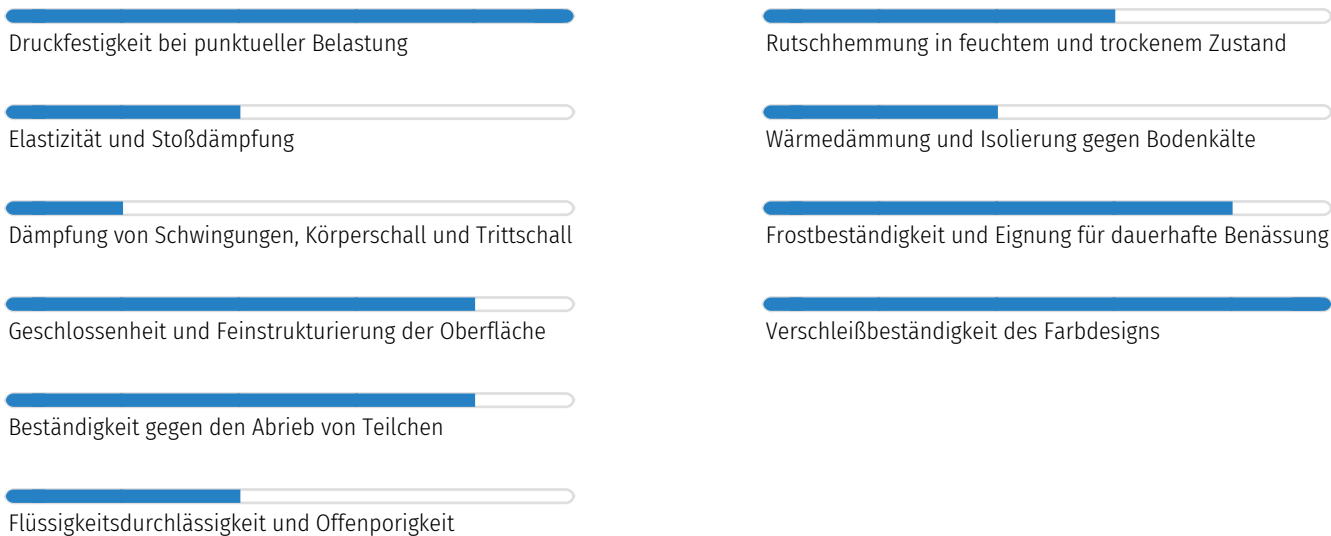 Druckfestigkeit bei punktueller Belastung
Elastizität und Stoßdämpfung
Dämpfung von Schwingungen, Körperschall und Trittschall
Geschlossenheit und Feinstrukturierung der Oberfläche
Beständigkeit gegen den Abrieb von Teilchen
Flüssigkeitsdurchlässigkeit und Offenporigkeit
Rutschhemmung in feuchtem und trockenem Zustand
Wärmedämmung und Isolierung gegen Bodenkälte
Frostbeständigkeit und Eignung für dauerhafte Benässung
Verschleißbeständigkeit des Farbdesigns